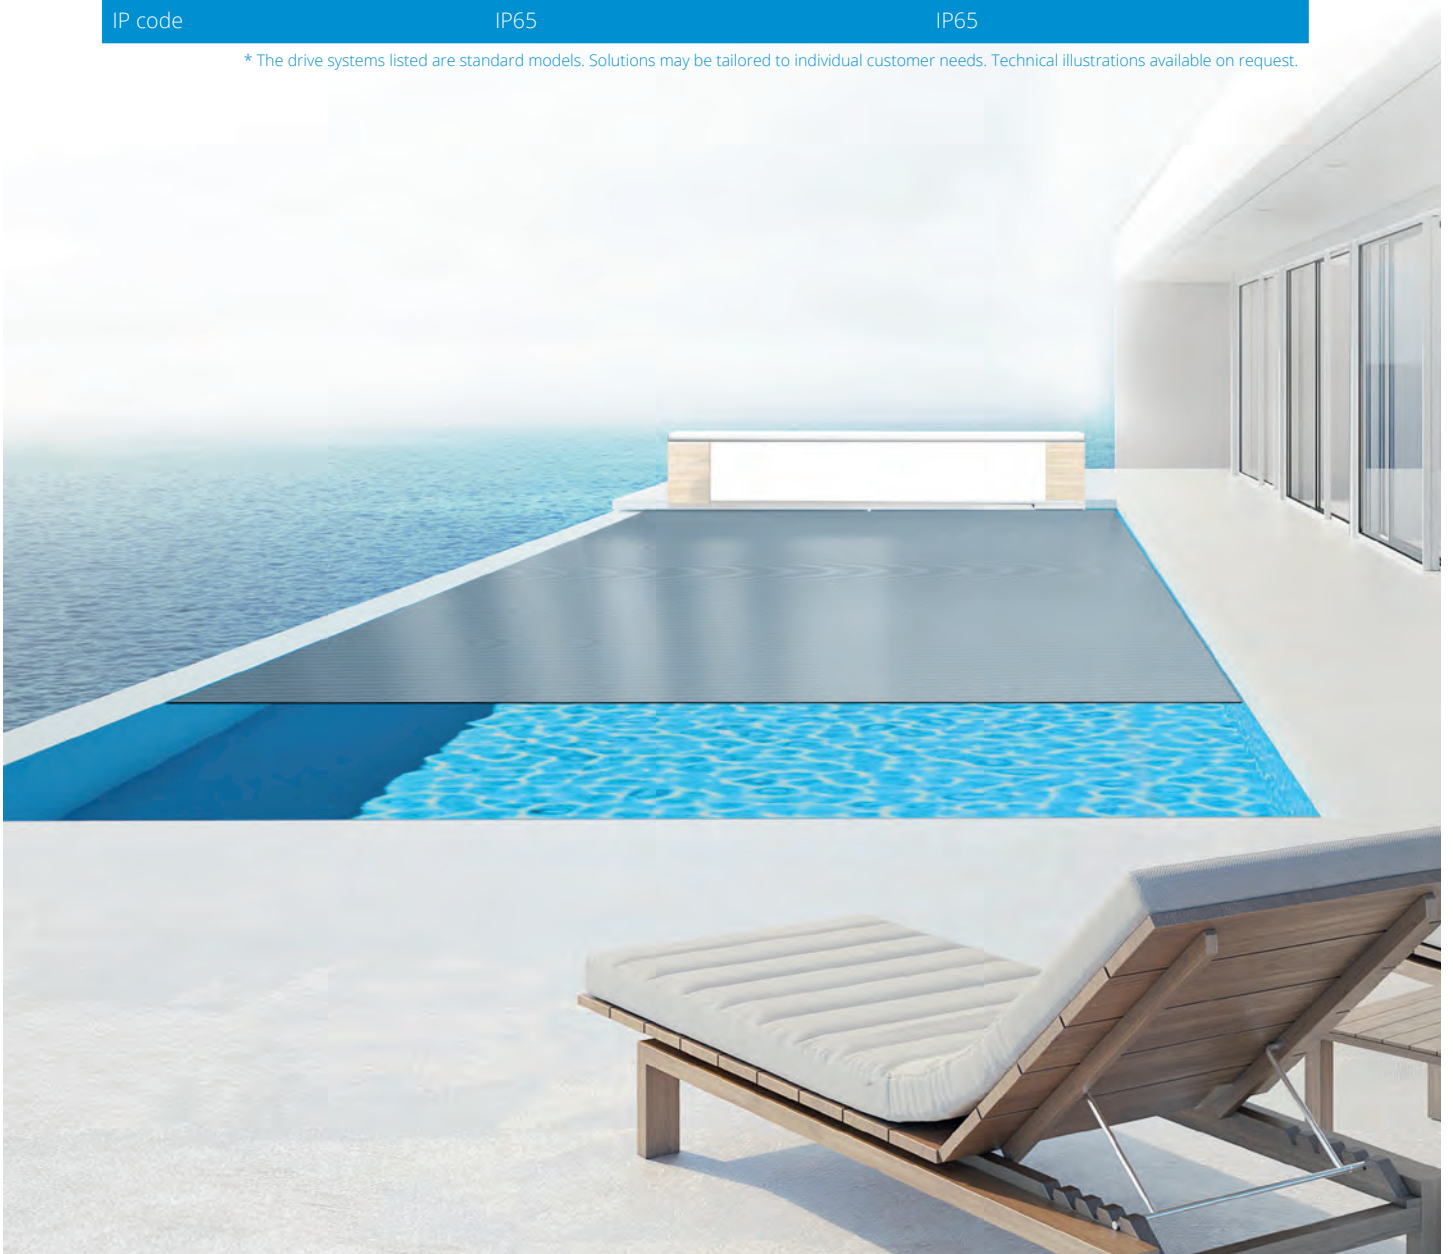 IP code IP65 IP65
* The drive systems listed are standard models. Solutions may be tailored to individual customer needs. Technical illustrations available on request.